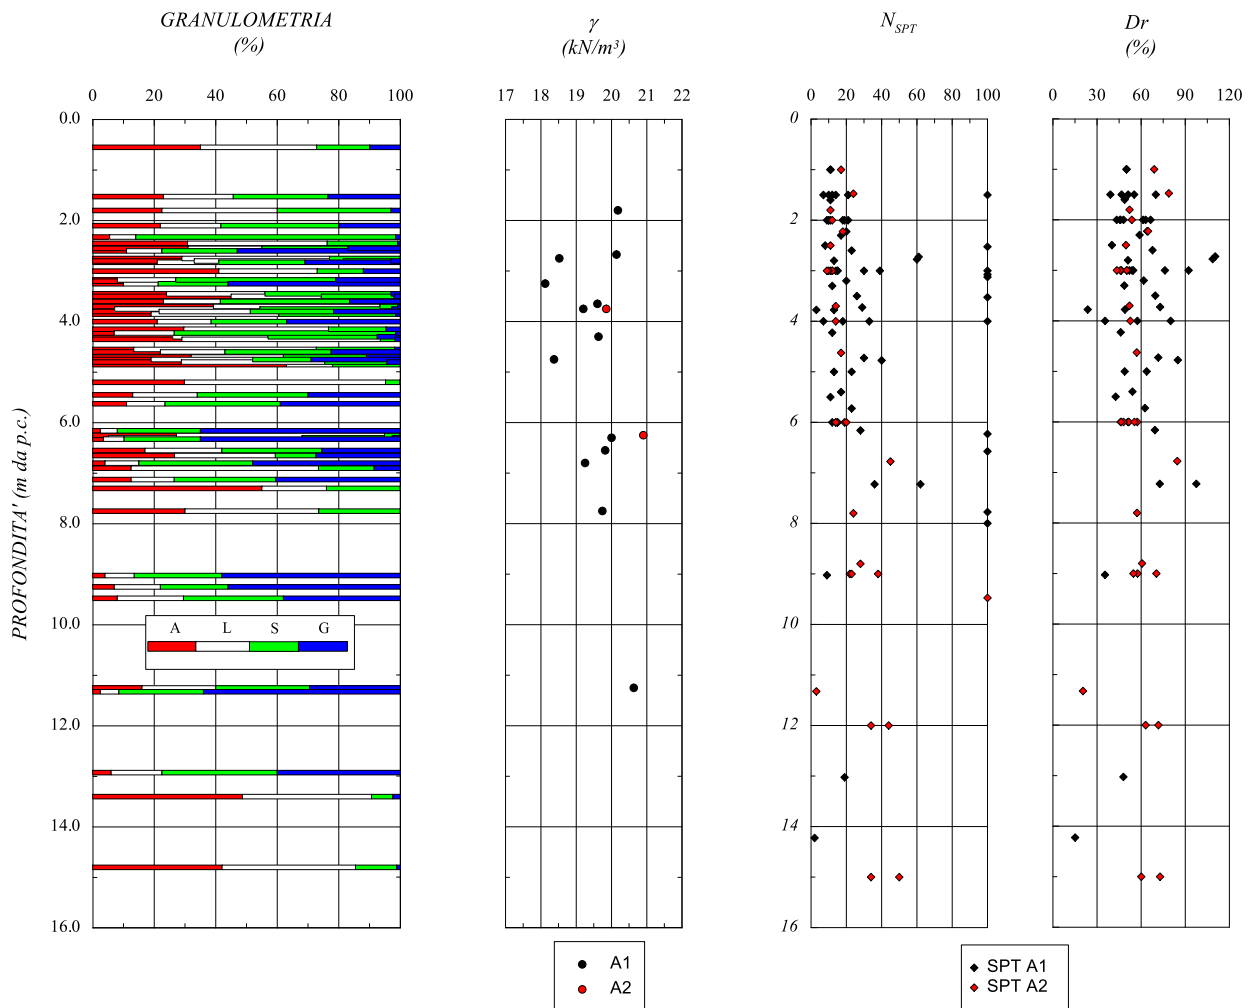 GRANULOMETRIA
(%)
γ
(kN/m³)
N_SPT
Dr
(%)
0 20 40 60 80 100
17 18 19 20 21 22
0 20 40 60 80 100
0 30 60 90 120
PROFONDITA' (m da p.c.)
0.0
2.0
4.0
6.0
8.0
10.0
12.0
14.0
16.0
0
2
4
6
8
10
12
14
16
A L S G
A1
A2
SPT A1
SPT A2